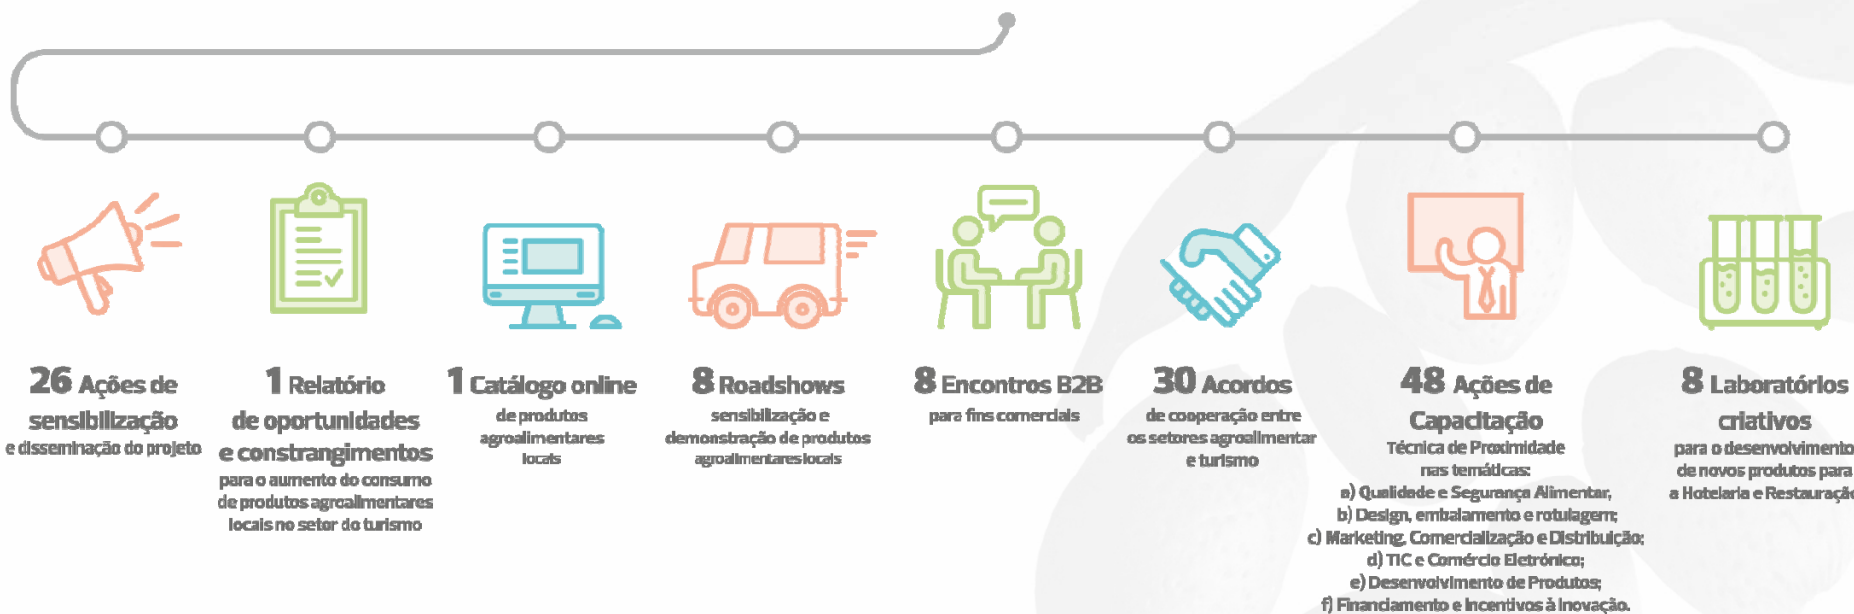 26 Ações de
sensibilização
e disseminação do projeto
1 Relatório
de oportunidades
e constrangimentos
para o aumento do consumo
de produtos agroalimentares
locais no setor do turismo
1 Catálogo online
de produtos
agroalimentares
locais
8 Roadshows
sensibilização e
demonstração de produtos
agroalimentares locais
8 Encontros B2B
para fins comerciais
30 Acordos
de cooperação entre
os setores agroalimentar
e turismo
48 Ações de
Capacitação
Técnica de Proximidade
nas temáticas:
a) Qualidade e Segurança Alimentar,
b) Design, embalamento e rotulagem;
c) Marketing, Comercialização e Distribuição;
d) TIC e Comércio Eletrónico;
e) Desenvolvimento de Produtos;
f) Financiamento e Incentivos à Inovação.
8 Laboratórios
criativos
para o desenvolvimento
de novos produtos para
a Hotelaria e Restauração